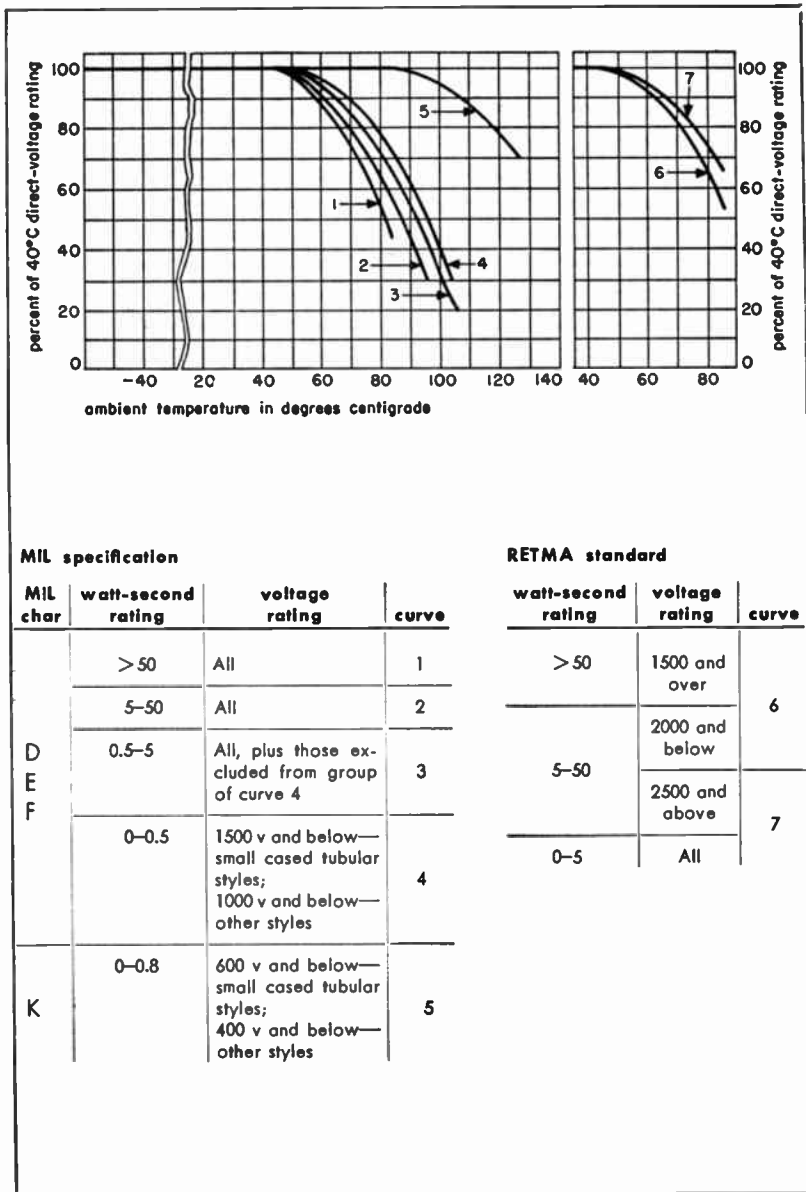 percent of 40°C direct-voltage rating
100
80
60
40
20
0
1
2
3
4
5
-40
20
40
60
80
100
120
140
ambient temperature in degrees centigrade
7
6
40
60
80
100
80
60
40
20
0
percent of 40°C direct-voltage rating
MIL specification
MIL char
watt-second rating
voltage rating
curve
D
E
F
>50
All
1
5–50
All
2
0.5–5
All, plus those ex-
cluded from group
of curve 4
3
0–0.5
1500 v and below—
small cased tubular
styles;
1000 v and below—
other styles
4
K
0–0.8
600 v and below—
small cased tubular
styles;
400 v and below—
other styles
5
RETMA standard
watt-second rating
voltage rating
curve
>50
1500 and
over
6
5–50
2000 and
below
2500 and
above
7
0–5
All